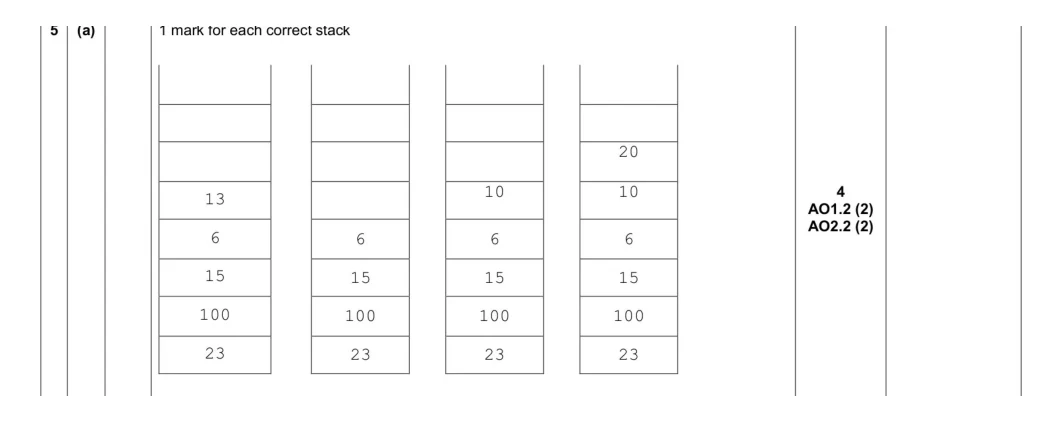 5 (a) 1 mark for each correct stack
20
13 10 10 4
AO1.2 (2)
6 6 6 6 AO2.2 (2)
15 15 15 15
100 100 100 100
23 23 23 23